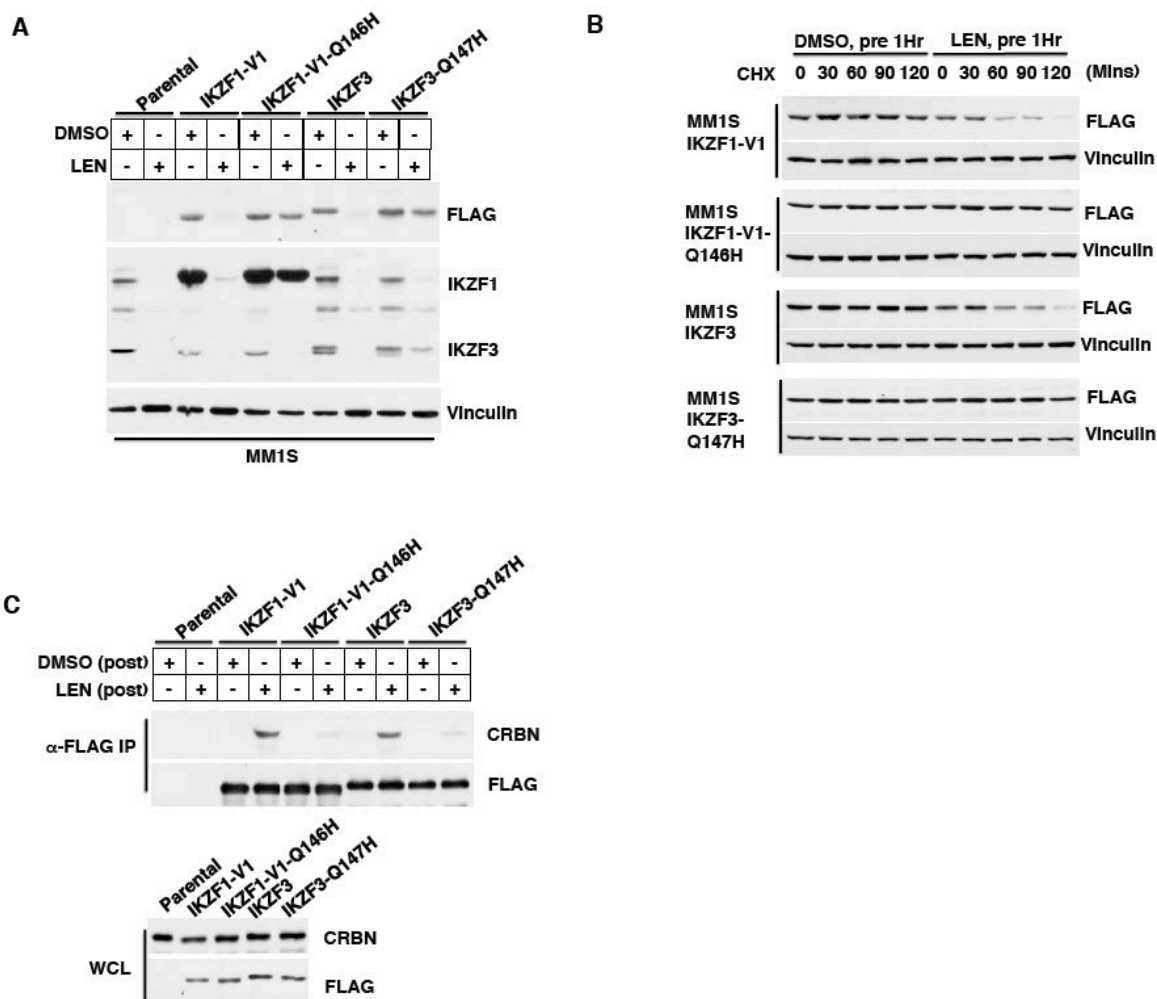 A
Parental IKZF1-V1 IKZF1-V1-Q146H IKZF3 IKZF3-Q147H
DMSO + - + - + - + - + -
LEN - + - + - + - + - +
FLAG
IKZF1
IKZF3
Vinculin
MM1S
B
DMSO, pre 1Hr LEN, pre 1Hr
CHX 0 30 60 90 120 0 30 60 90 120 (Mins)
MM1S
IKZF1-V1
FLAG
Vinculin
MM1S
IKZF1-V1-
Q146H
FLAG
Vinculin
MM1S
IKZF3
FLAG
Vinculin
MM1S
IKZF3-
Q147H
FLAG
Vinculin
C
Parental IKZF1-V1 IKZF1-V1-Q146H IKZF3 IKZF3-Q147H
DMSO (post) + - + - + - + - + -
LEN (post) - + - + - + - + - +
α-FLAG IP
CRBN
FLAG
Parental IKZF1-V1 IKZF1-V1-Q146H IKZF3 IKZF3-Q147H
WCL
CRBN
FLAG